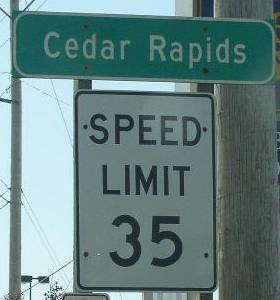 Cedar Rapids
SPEED
LIMIT
35